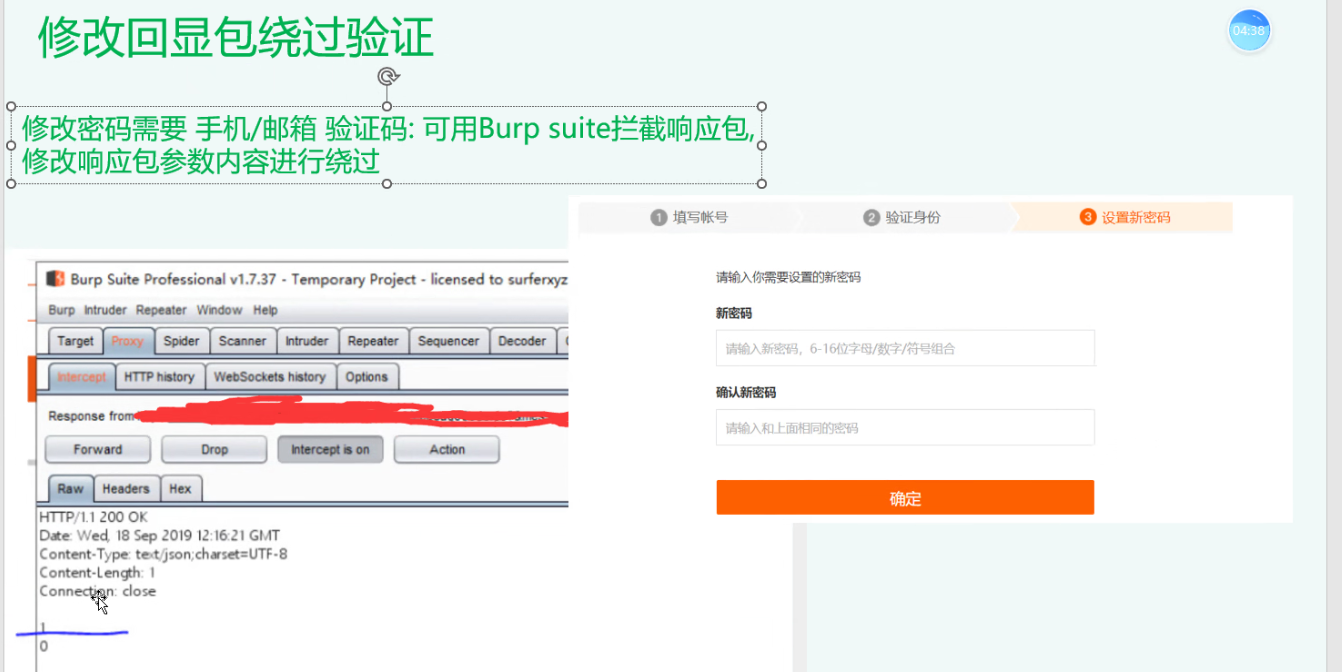 修改回显包绕过验证
04:38
修改密码需要 手机/邮箱 验证码: 可用Burp suite拦截响应包,
修改响应包参数内容进行绕过
1 填写帐号 2 验证身份 3 设置新密码
请输入你需要设置的新密码
新密码
请输入新密码，6-16位字母/数字/符号组合
确认新密码
请输入和上面相同的密码
确定
Burp Suite Professional v1.7.37 - Temporary Project - licensed to surferxyz
Burp Intruder Repeater Window Help
Target Proxy Spider Scanner Intruder Repeater Sequencer Decoder
Intercept HTTP history WebSockets history Options
Response from
Forward Drop Intercept is on Action
Raw Headers Hex
HTTP/1.1 200 OK
Date: Wed, 18 Sep 2019 12:16:21 GMT
Content-Type: text/json;charset=UTF-8
Content-Length: 1
Connection: close
1
0